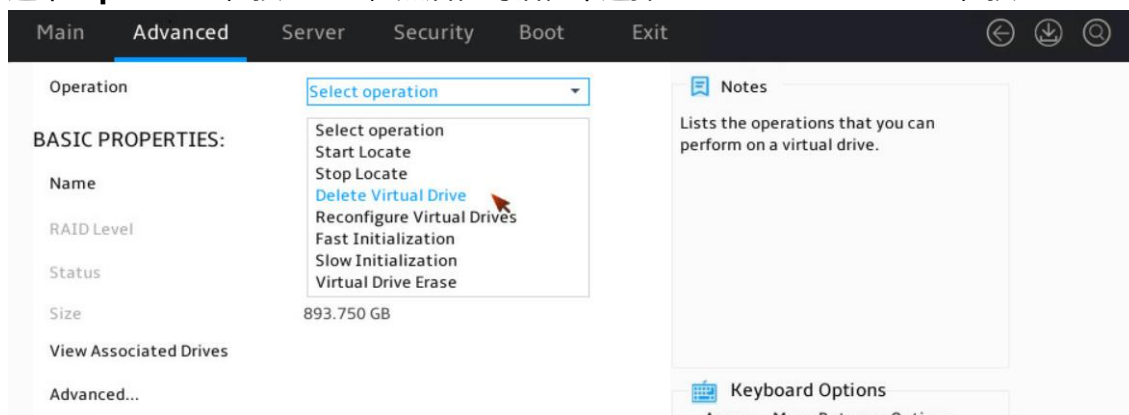 Main Advanced Server Security Boot Exit
Operation Select operation
Notes
Select operation
Start Locate
Stop Locate
Delete Virtual Drive
Reconfigure Virtual Drives
Fast Initialization
Slow Initialization
Virtual Drive Erase
Lists the operations that you can
perform on a virtual drive.
BASIC PROPERTIES:
Name
RAID Level
Status
Size 893.750 GB
View Associated Drives
Advanced...
Keyboard Options